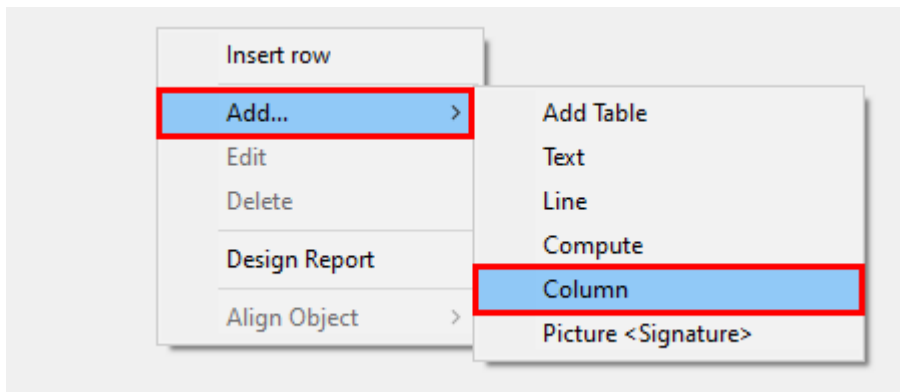 Insert row
Add...
Edit
Delete
Design Report
Align Object
Add Table
Text
Line
Compute
Column
Picture <Signature>